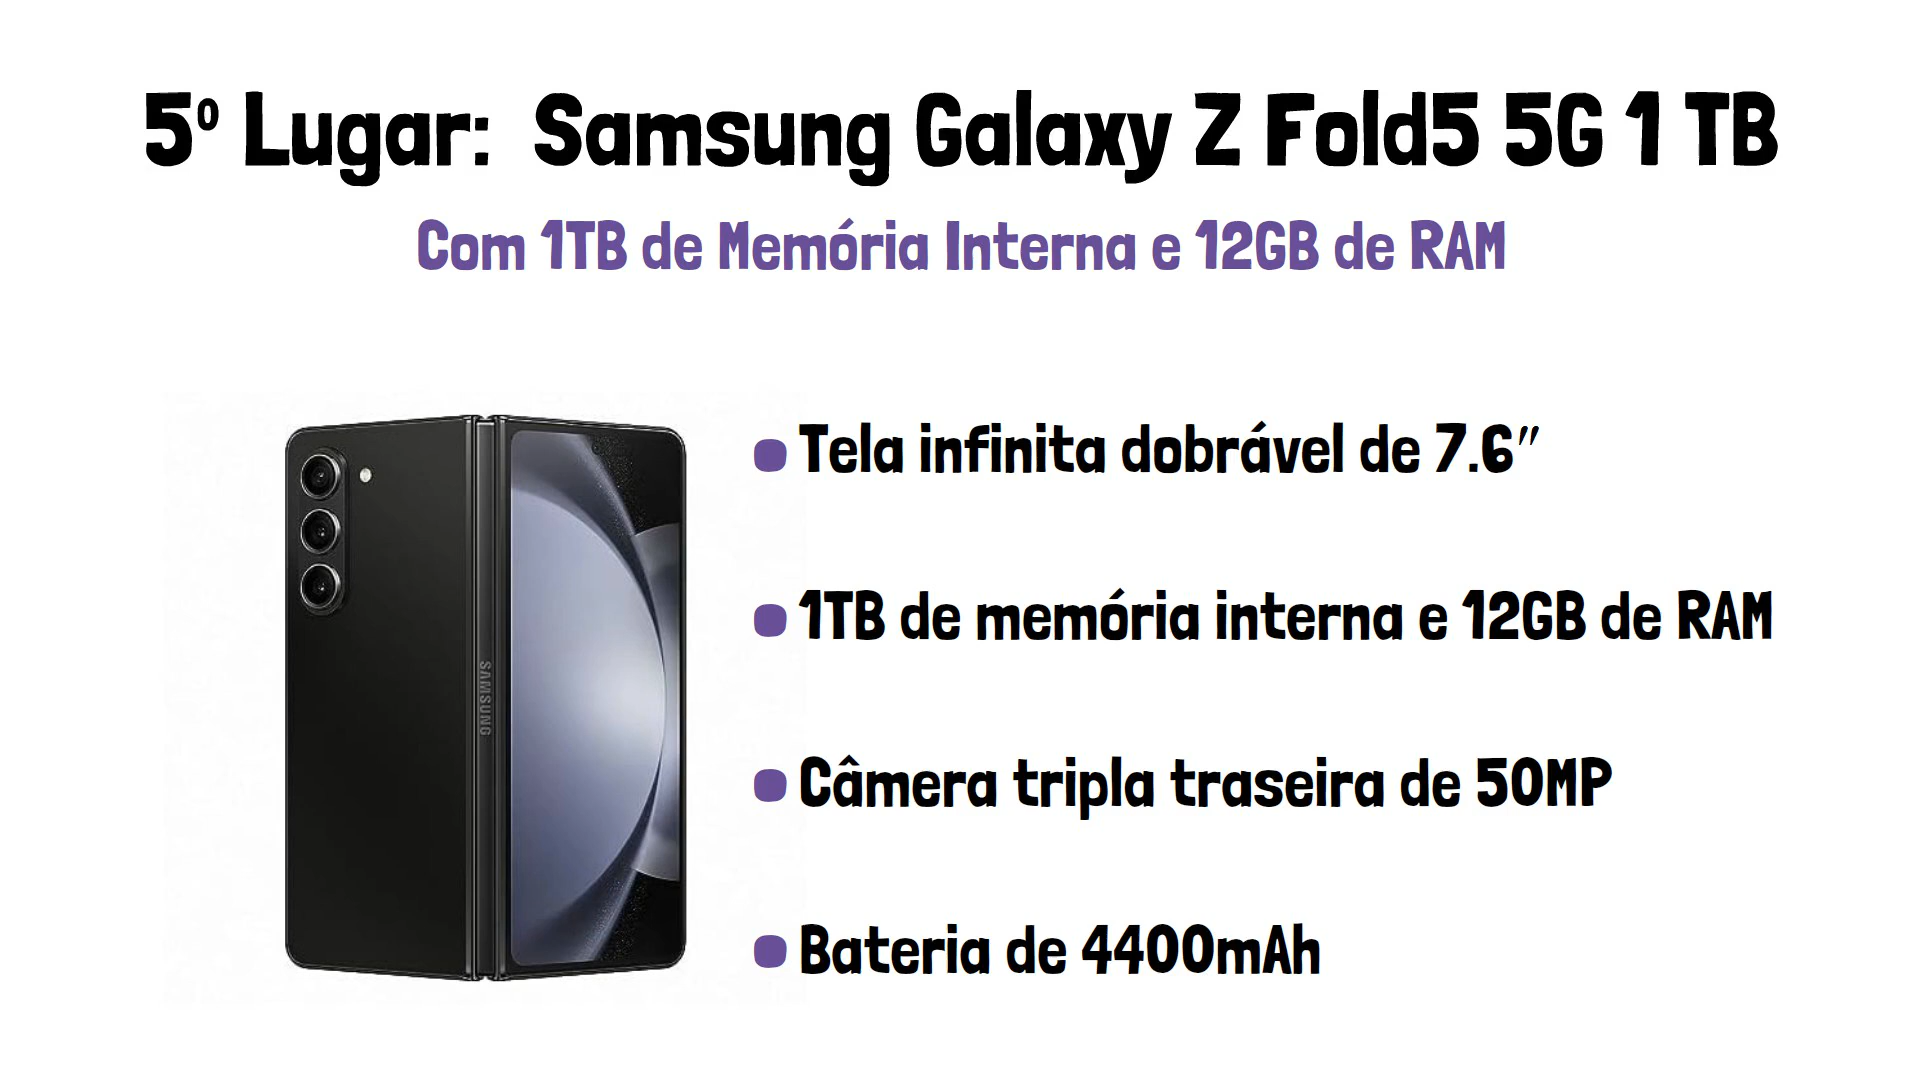 5º Lugar: Samsung Galaxy Z Fold5 5G 1 TB
Com 1TB de Memória Interna e 12GB de RAM
Tela infinita dobrável de 7.6″
1TB de memória interna e 12GB de RAM
SAMSUNG
Câmera tripla traseira de 50MP
Bateria de 4400mAh